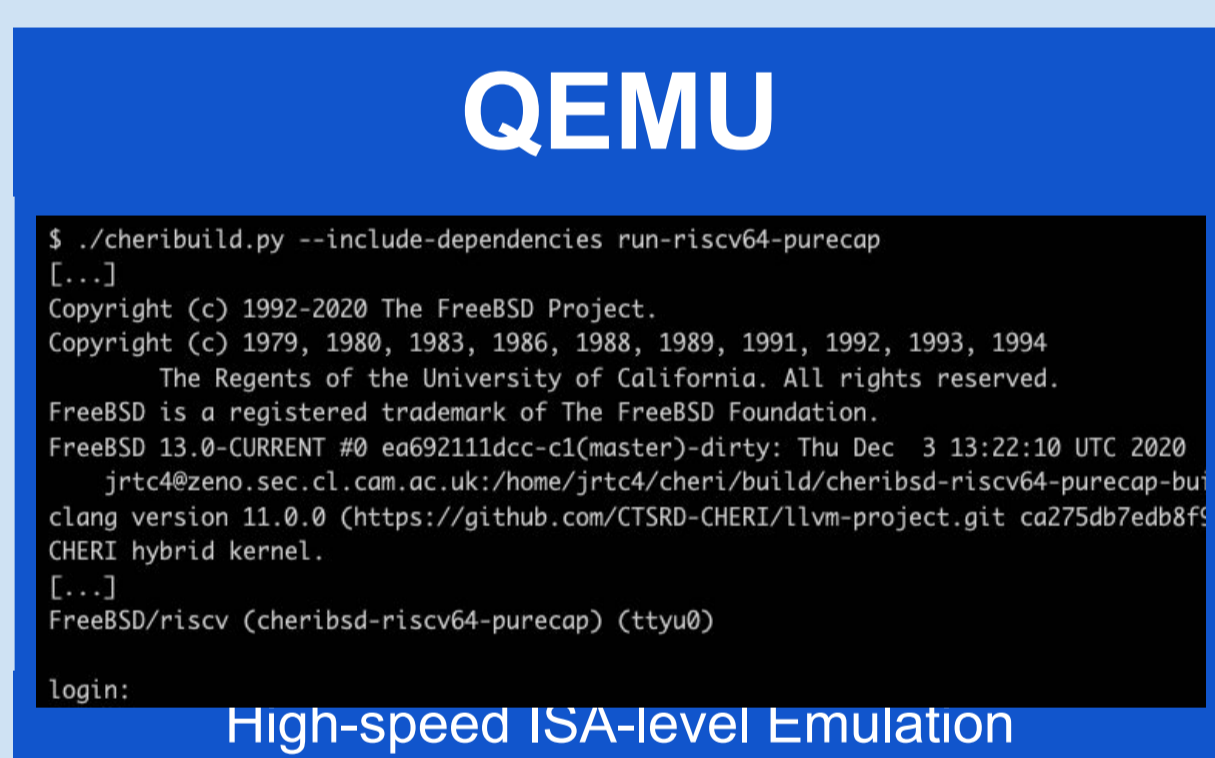 QEMU
$ ./cheribuild.py --include-dependencies run-riscv64-purecap
[...]
Copyright (c) 1992-2020 The FreeBSD Project.
Copyright (c) 1979, 1980, 1983, 1986, 1988, 1989, 1991, 1992, 1993, 1994
The Regents of the University of California. All rights reserved.
FreeBSD is a registered trademark of The FreeBSD Foundation.
FreeBSD 13.0-CURRENT #0 ea692111dcc-c1(master)-dirty: Thu Dec  3 13:22:10 UTC 2020
jrtc4@zeno.sec.cl.cam.ac.uk:/home/jrtc4/cheri/build/cheribsd-riscv64-purecap-bui
clang version 11.0.0 (https://github.com/CTSRD-CHERI/llvm-project.git ca275db7edb8f9
CHERI hybrid kernel.
[...]
FreeBSD/riscv (cheribsd-riscv64-purecap) (ttyu0)
login:
High-speed ISA-level Emulation